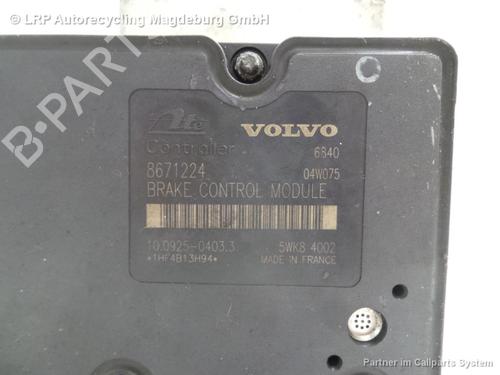 © LRP Autorecycling Magdeburg GmbH
B-PARTS
Ate VOLVO
Controller 6840
8671224 04W075
BRAKE CONTROL MODULE
10.0925-0403.3 5WK8 4002
*1HF4B13H94* MADE IN FRANCE
Partner im Callparts System